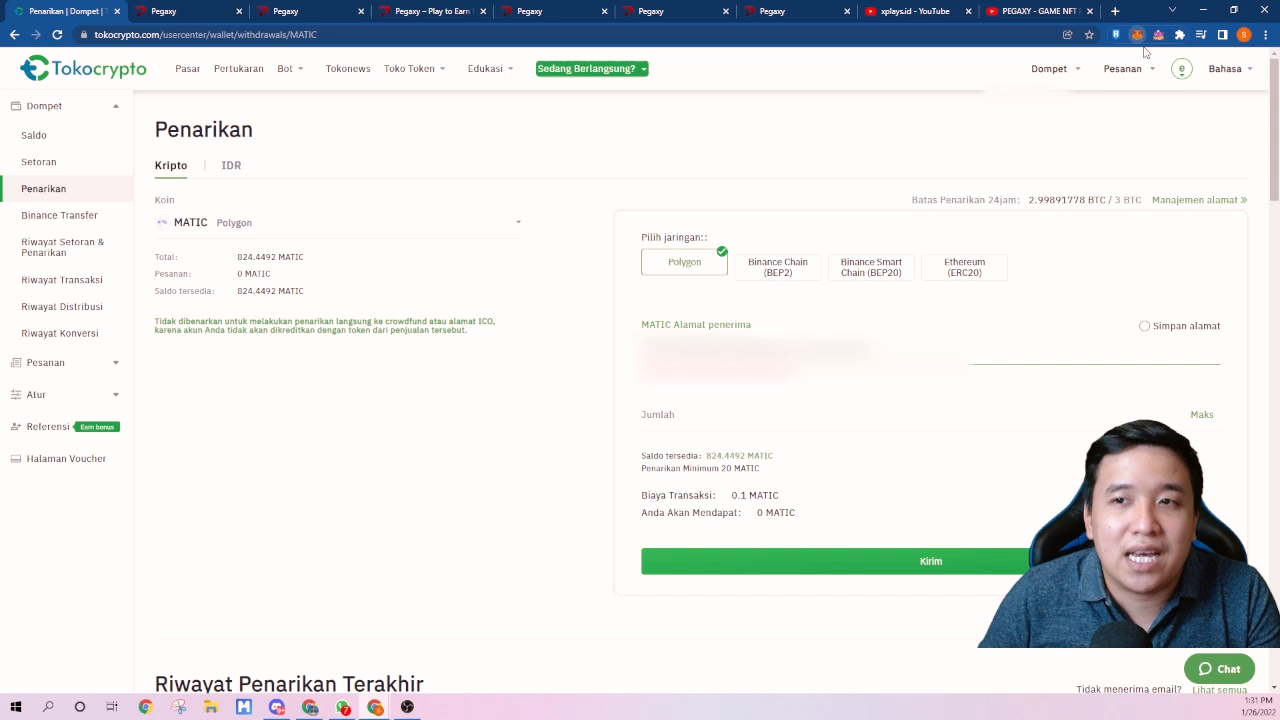 Pegaxy | D
Pegaxy
Pegaxy
Pegaxy - Play to Earn
Pegaxy
Pegaxy
Pegaxy
xplays.id - YouTube
PEGAXY - GAME NFT
tokocrypto.com/usercenter/wallet/withdrawals/MATIC
Tokocrypto
Pasar
Pertukaran
Bot
Tokonews
Toko Token
Edukasi
Sedang Berlangsung?
Dompet
Pesanan
e
Bahasa
Dompet
Saldo
Setoran
Penarikan
Binance Transfer
Riwayat Setoran &
Penarikan
Riwayat Transaksi
Riwayat Distribusi
Riwayat Konversi
Pesanan
Atur
Referensi
Earn bonus
Halaman Voucher
Penarikan
Kripto | IDR
Koin
MATIC Polygon
Total: 824.4492 MATIC
Pesanan: 0 MATIC
Saldo tersedia: 824.4492 MATIC
Tidak dibenarkan untuk melakukan penarikan langsung ke crowdfund atau alamat ICO,
karena akun Anda tidak akan dikreditkan dengan token dari penjualan tersebut.
Batas Penarikan 24jam: 2.99891778 BTC / 3 BTC Manajemen alamat
Pilih jaringan::
Polygon
Binance Chain
(BEP2)
Binance Smart
Chain (BEP20)
Ethereum
(ERC20)
MATIC Alamat penerima
Simpan alamat
Jumlah
Maks
Saldo tersedia: 824.4492 MATIC
Penarikan Minimum 20 MATIC
Biaya Transaksi: 0.1 MATIC
Anda Akan Mendapat: 0 MATIC
Kirim
Riwayat Penarikan Terakhir
Chat
Tidak menerima email? Lihat semua
1:31 PM
1/26/2022